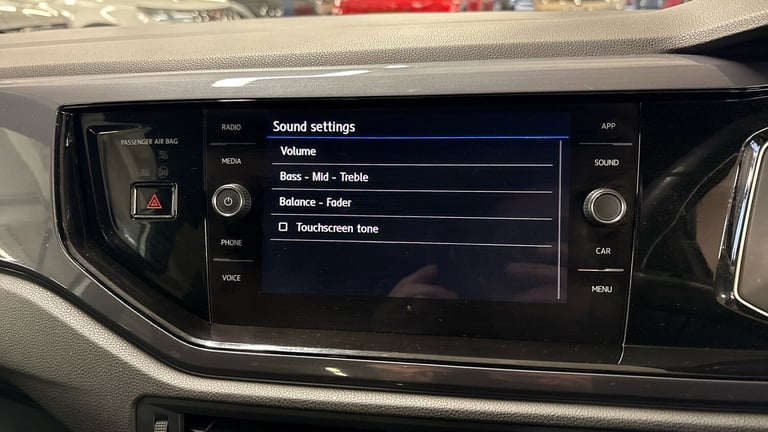 PASSENGER AIR BAG
RADIO
MEDIA
PHONE
VOICE
Sound settings
Volume
Bass - Mid - Treble
Balance - Fader
Touchscreen tone
APP
SOUND
CAR
MENU